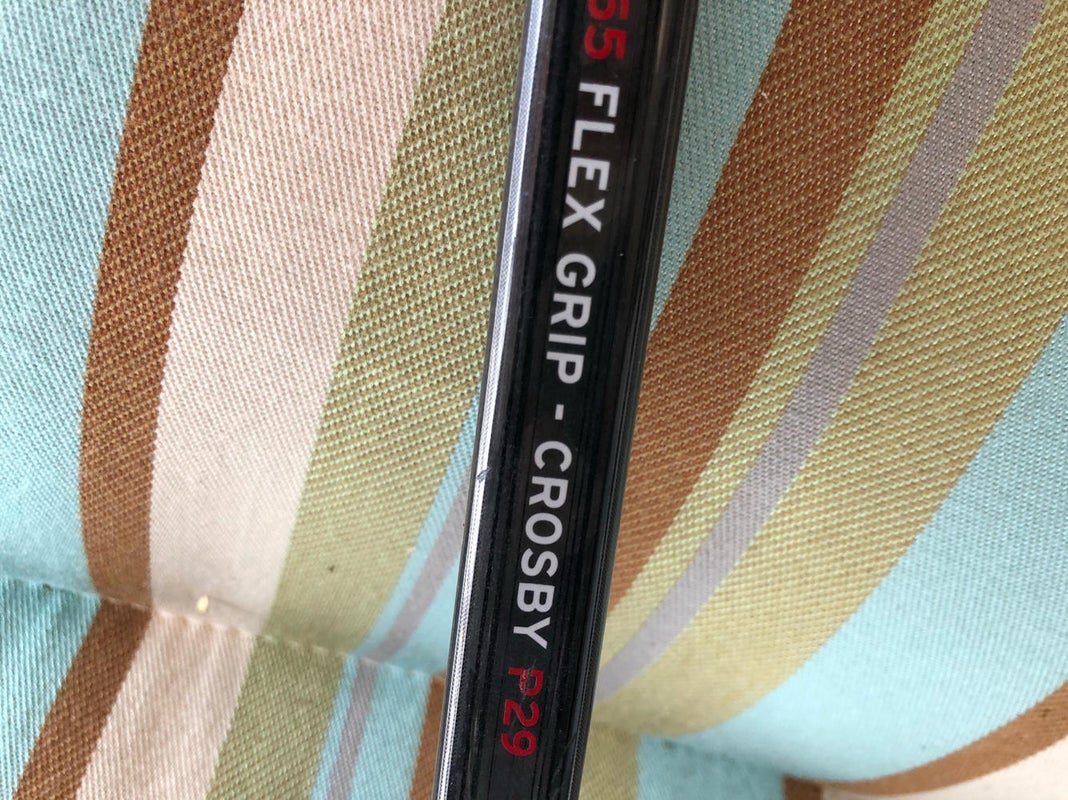 55 FLEX GRIP - CROSBY P29